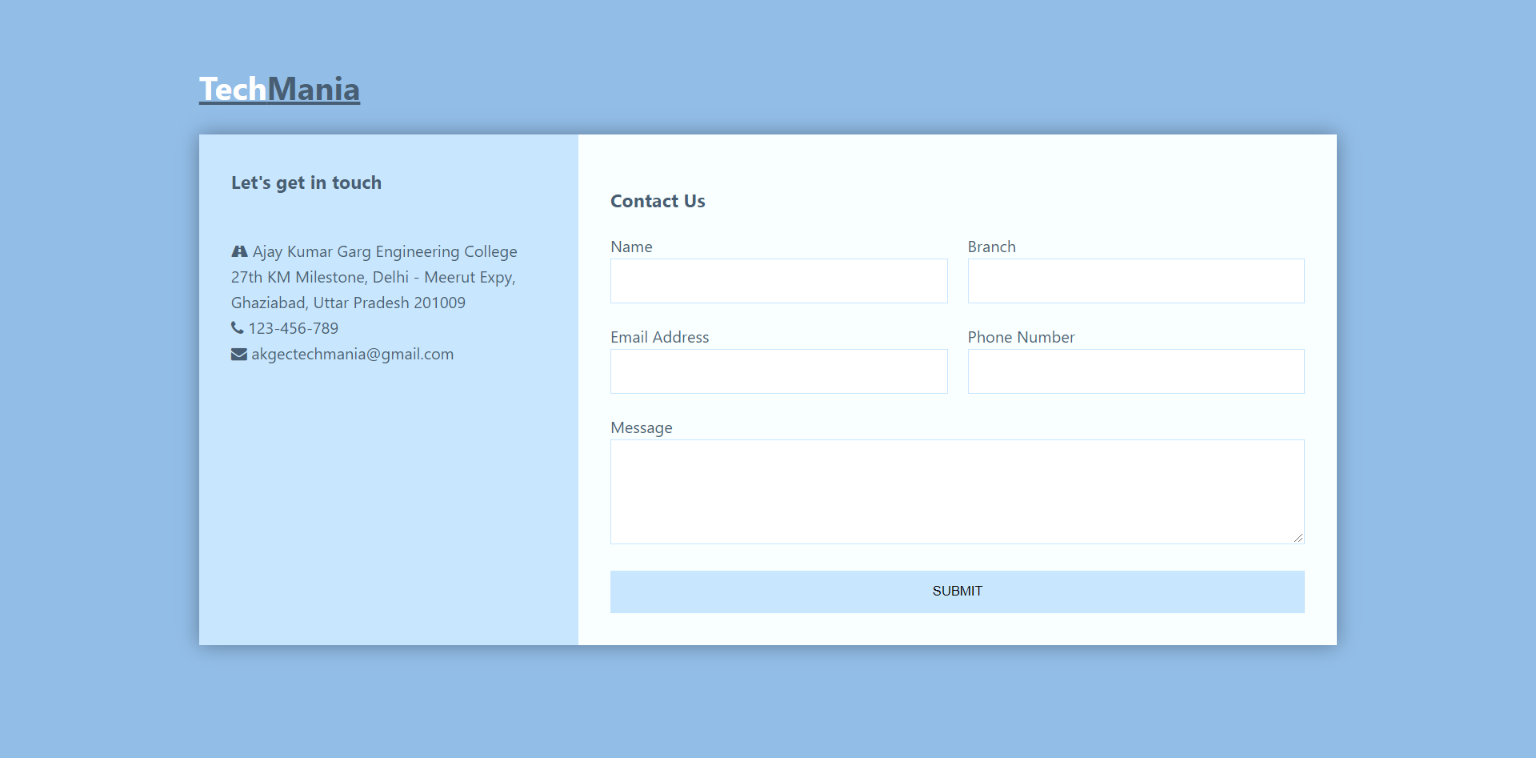 TechMania
Let's get in touch
Ajay Kumar Garg Engineering College
27th KM Milestone, Delhi - Meerut Expy,
Ghaziabad, Uttar Pradesh 201009
123-456-789
akgectechmania@gmail.com
Contact Us
Name
Branch
Email Address
Phone Number
Message
SUBMIT